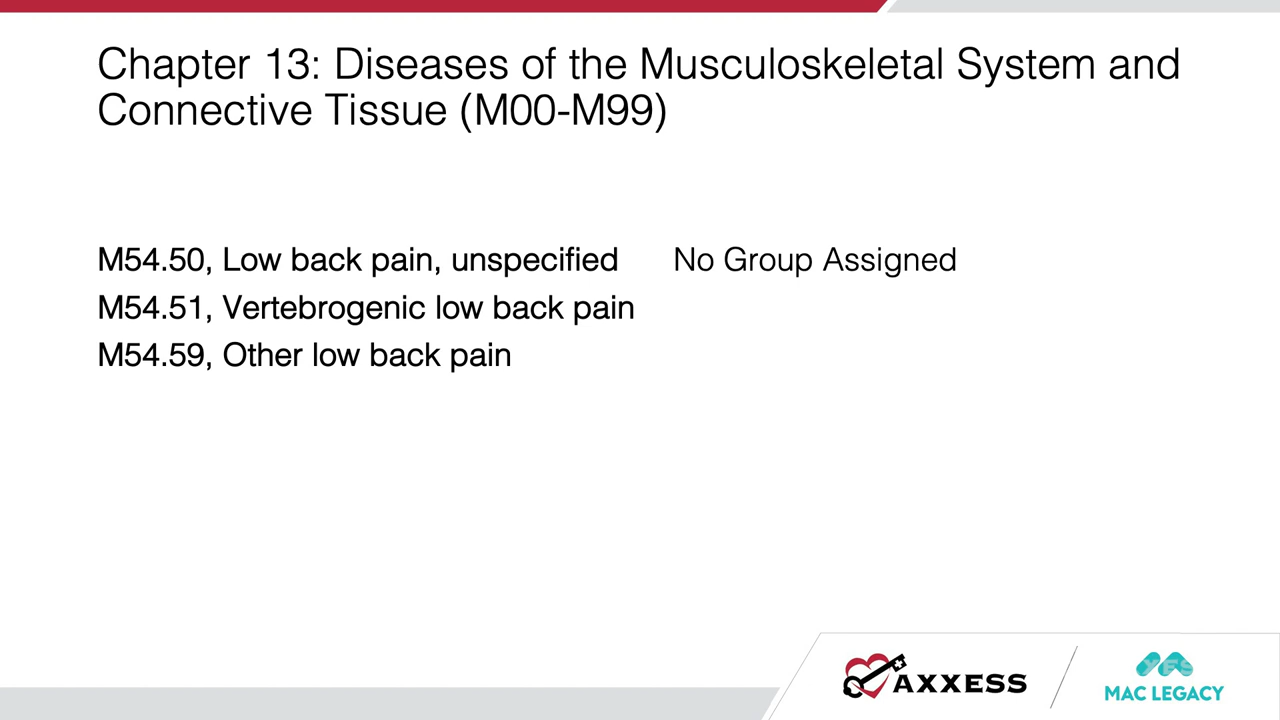 Chapter 13: Diseases of the Musculoskeletal System and
Connective Tissue (M00-M99)
M54.50, Low back pain, unspecified No Group Assigned
M54.51, Vertebrogenic low back pain
M54.59, Other low back pain
AXXESS
MAC LEGACY